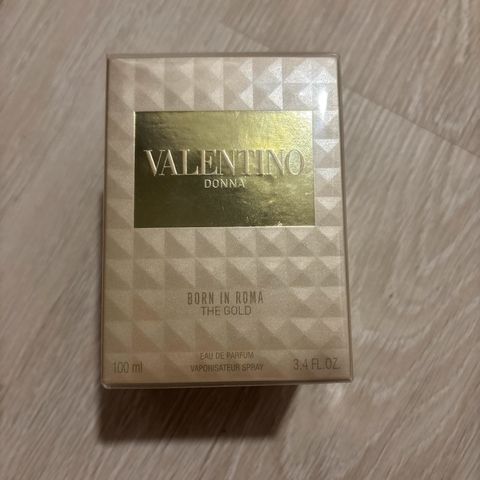 VALENTINO
DONNA
BORN IN ROMA
THE GOLD
EAU DE PARFUM
100 ml VAPORISATEUR SPRAY 3.4 FL.OZ.